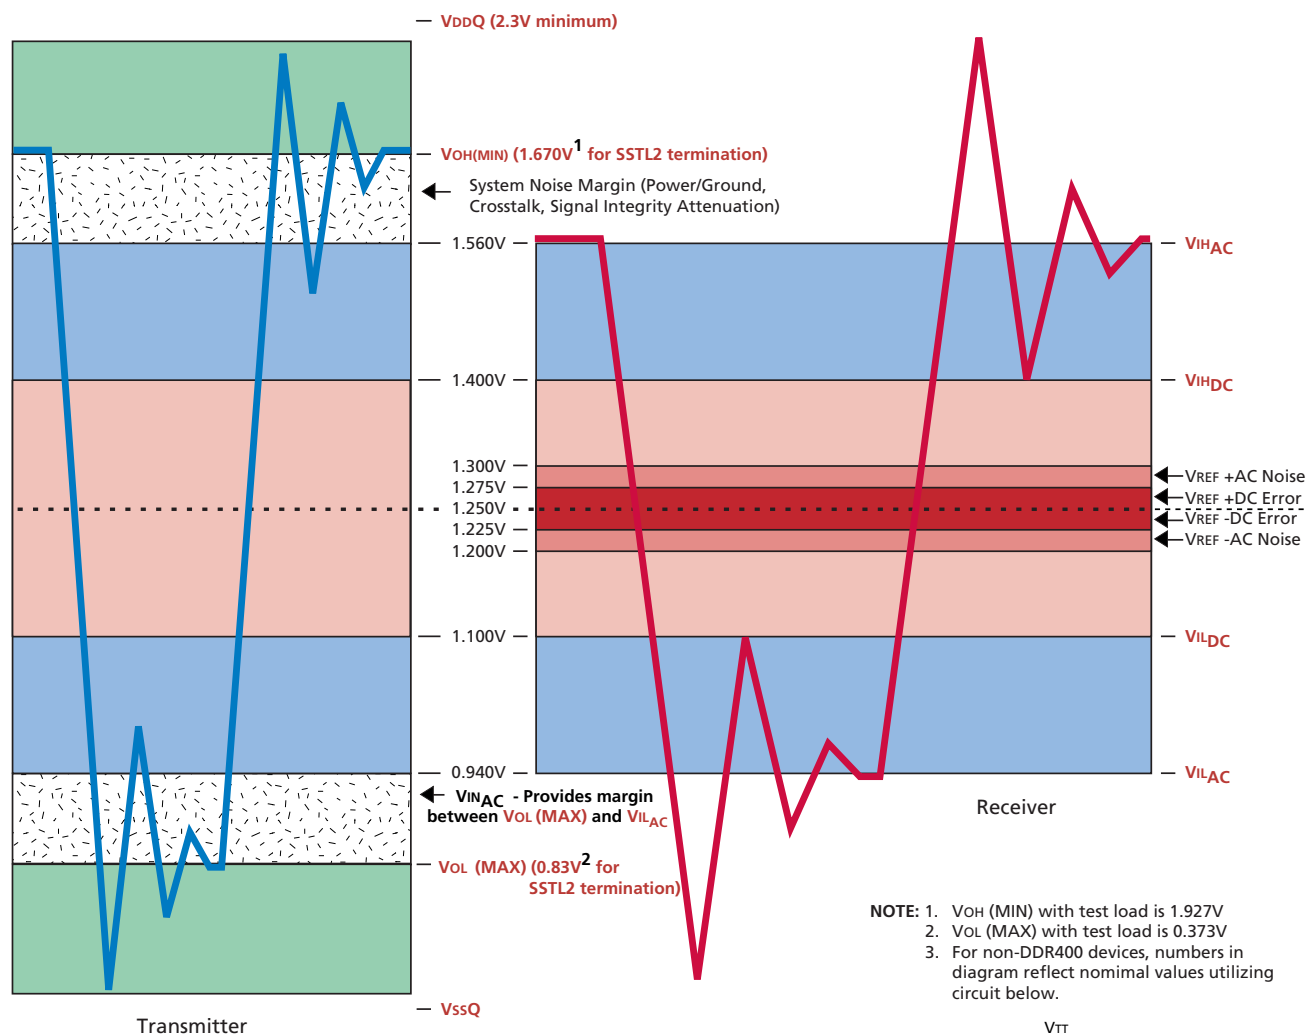 VDDQ (2.3V minimum)
VOH(MIN) (1.670V1 for SSTL2 termination)
System Noise Margin (Power/Ground,
Crosstalk, Signal Integrity Attenuation)
1.560V
VIHAC
1.400V
VIHDC
1.300V
VREF +AC Noise
1.275V
VREF +DC Error
1.250V
1.225V
VREF -DC Error
1.200V
VREF -AC Noise
1.100V
VILDC
0.940V
VILAC
VINAC - Provides margin
between VOL (MAX) and VILAC
Receiver
VOL (MAX) (0.83V2 for
SSTL2 termination)
NOTE: 1. VOH (MIN) with test load is 1.927V
2. VOL (MAX) with test load is 0.373V
3. For non-DDR400 devices, numbers in
diagram reflect nomimal values utilizing
circuit below.
VSSQ
Transmitter
VTT